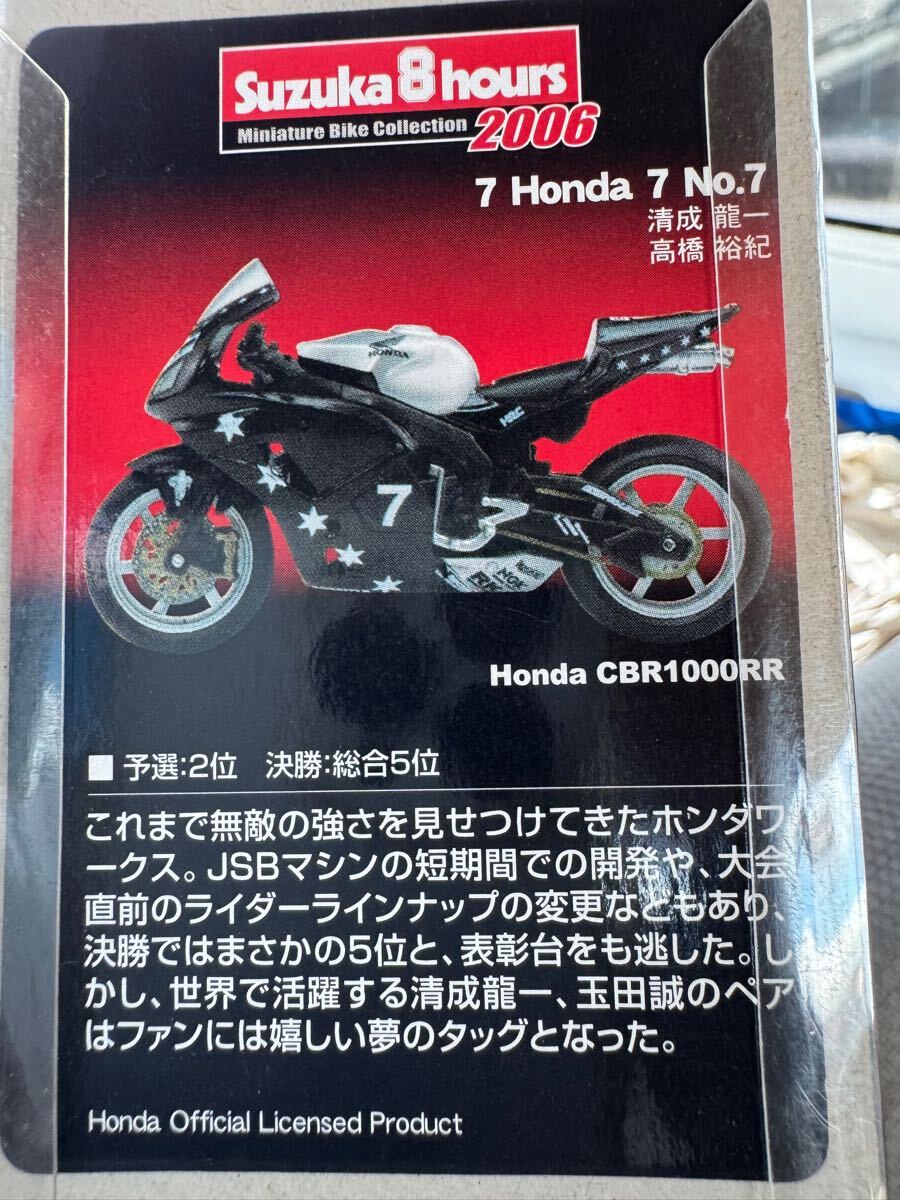 Suzuka 8 hours
Miniature Bike Collection 2006
7 Honda 7 No.7
清成 龍一
高橋 裕紀
HONDA
HRC
7
NGK
Honda CBR1000RR
■ 予選:2位 決勝:総合5位
これまで無敵の強さを見せつけてきたホンダワ
ークス。JSBマシンの短期間での開発や、大会
直前のライダーラインナップの変更などもあり、
決勝ではまさかの5位と、表彰台をも逃した。し
かし、世界で活躍する清成龍一、玉田誠のペア
はファンには嬉しい夢のタッグとなった。
Honda Official Licensed Product